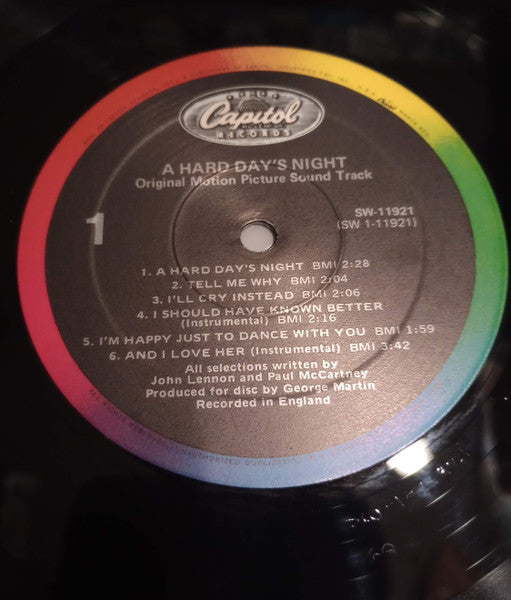 Capitol
RECORDS
A HARD DAY'S NIGHT
Original Motion Picture Sound Track
1
SW-11921
(SW 1-11921)
1. A HARD DAY'S NIGHT BMI 2:28
2. TELL ME WHY BMI 2:04
3. I'LL CRY INSTEAD BMI 2:06
4. I SHOULD HAVE KNOWN BETTER
(Instrumental) BMI 2:16
5. I'M HAPPY JUST TO DANCE WITH YOU BMI 1:59
6. AND I LOVE HER (Instrumental) BMI 3:42
All selections written by
John Lennon and Paul McCartney
Produced for disc by George Martin
Recorded in England
ALL RIGHTS RESERVED. UNAUTHORIZED